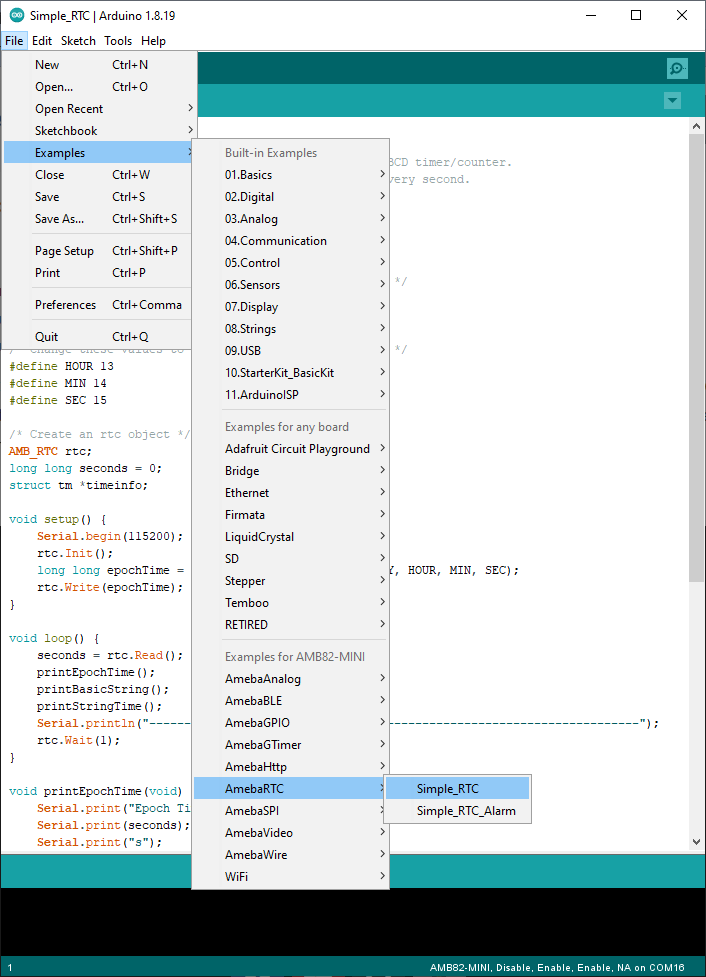 Simple_RTC | Arduino 1.8.19
File Edit Sketch Tools Help
New Ctrl+N
Open... Ctrl+O
Open Recent
Sketchbook
Examples
Close Ctrl+W
Save Ctrl+S
Save As... Ctrl+Shift+S
Page Setup Ctrl+Shift+P
Print Ctrl+P
Preferences Ctrl+Comma
Quit Ctrl+Q
Built-in Examples
01.Basics
02.Digital
03.Analog
04.Communication
05.Control
06.Sensors
07.Display
08.Strings
09.USB
10.StarterKit_BasicKit
11.ArduinoISP
Examples for any board
Adafruit Circuit Playground
Bridge
Ethernet
Firmata
LiquidCrystal
SD
Stepper
Temboo
RETIRED
Examples for AMB82-MINI
AmebaAnalog
AmebaBLE
AmebaGPIO
AmebaGTimer
AmebaHttp
AmebaRTC
AmebaSPI
AmebaVideo
AmebaWire
WiFi
Simple_RTC
Simple_RTC_Alarm
BCD timer/counter.
very second.
*/
/* Change these values to */
#define HOUR 13
#define MIN 14
#define SEC 15
/* Create an rtc object */
AMB_RTC rtc;
long long seconds = 0;
struct tm *timeinfo;
void setup() {
Serial.begin(115200);
rtc.Init();
long long epochTime = , HOUR, MIN, SEC);
rtc.Write(epochTime);
}
void loop() {
seconds = rtc.Read();
printEpochTime();
printBasicString();
printStringTime();
Serial.println("-----------------------------------------");
rtc.Wait(1);
}
void printEpochTime(void)
Serial.print("Epoch Ti
Serial.print(seconds);
Serial.print("s");
1 AMB82-MINI, Disable, Enable, Enable, NA on COM16